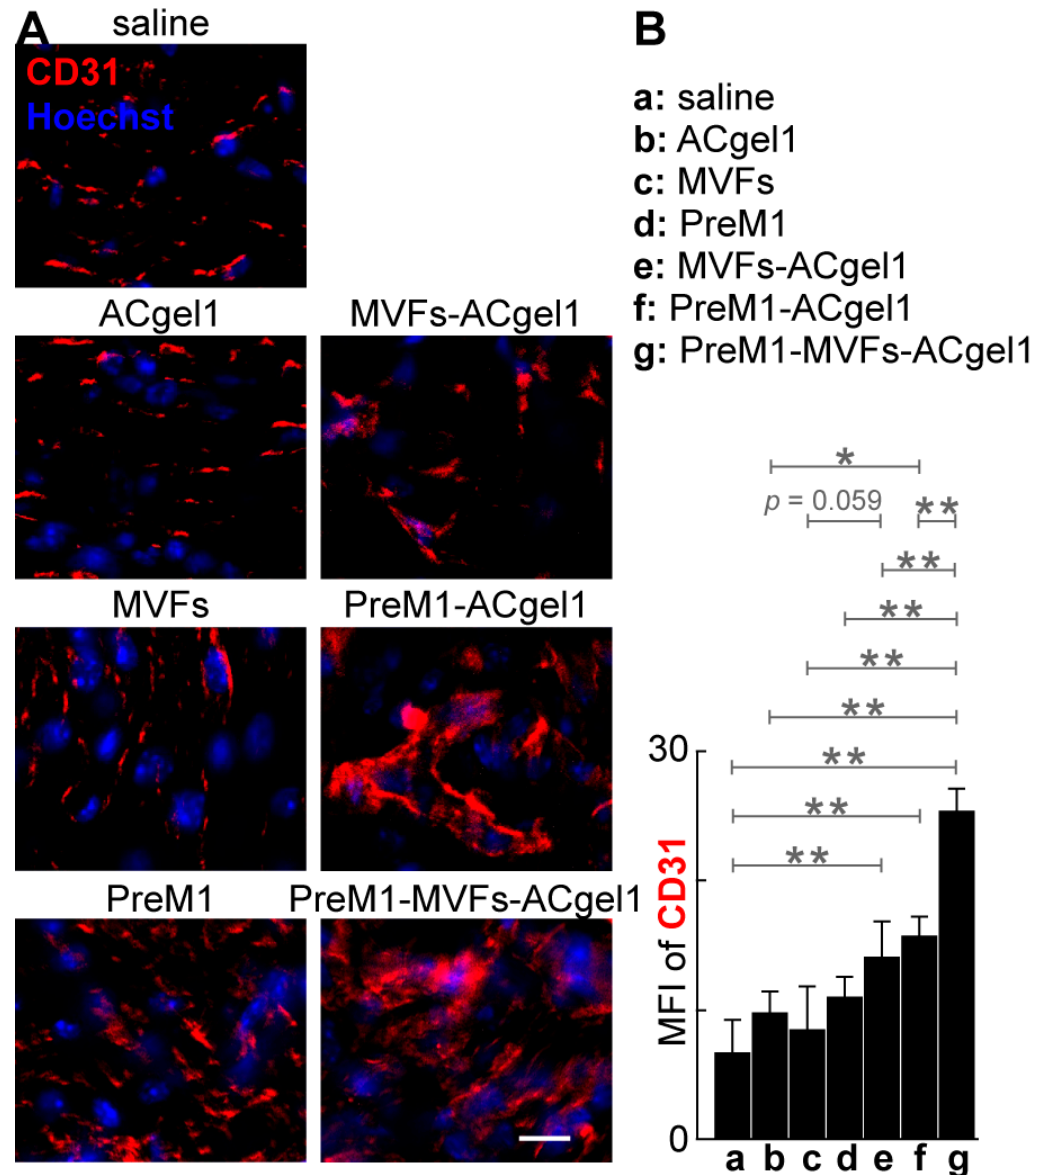 A
saline
CD31
Hoechst
ACgel1
MVFs-ACgel1
MVFs
PreM1-ACgel1
PreM1
PreM1-MVFs-ACgel1
B
a: saline
b: ACgel1
c: MVFs
d: PreM1
e: MVFs-ACgel1
f: PreM1-ACgel1
g: PreM1-MVFs-ACgel1
*
p = 0.059
**
**
**
**
**
**
**
**
30
0
MFI of CD31
a b c d e f g